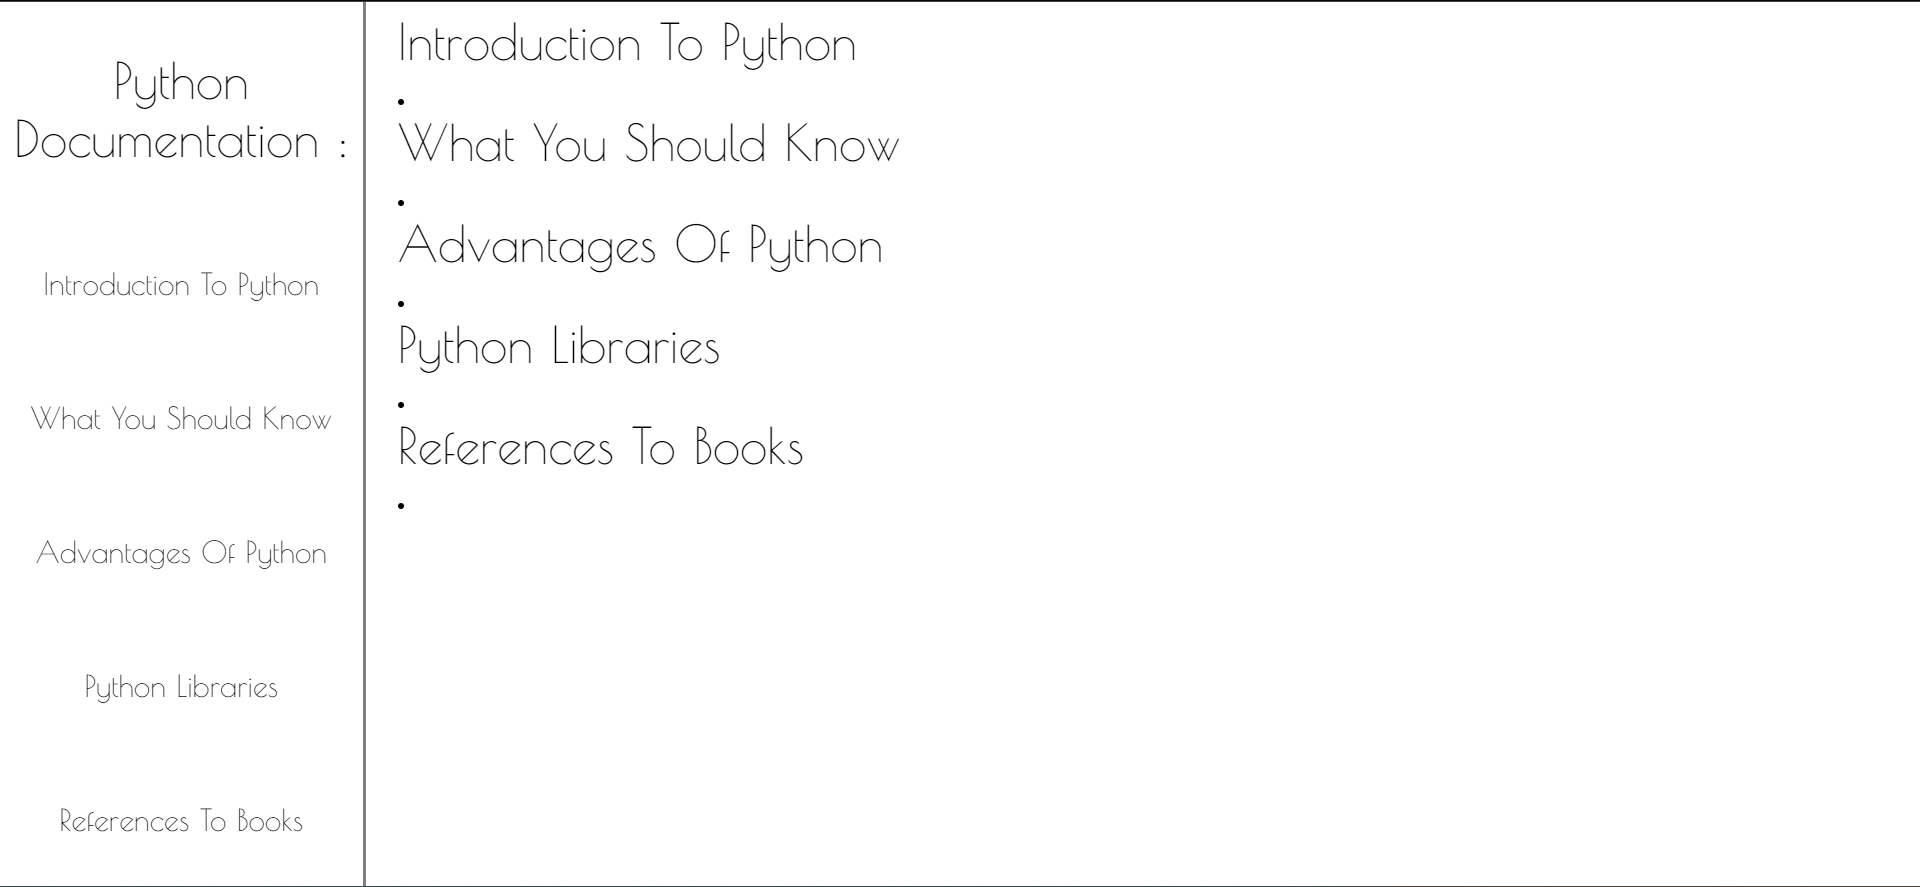 Python
Documentation :
Introduction To Python
What You Should Know
Advantages Of Python
Python Libraries
References To Books
Introduction To Python
•
What You Should Know
•
Advantages Of Python
•
Python Libraries
•
References To Books
•